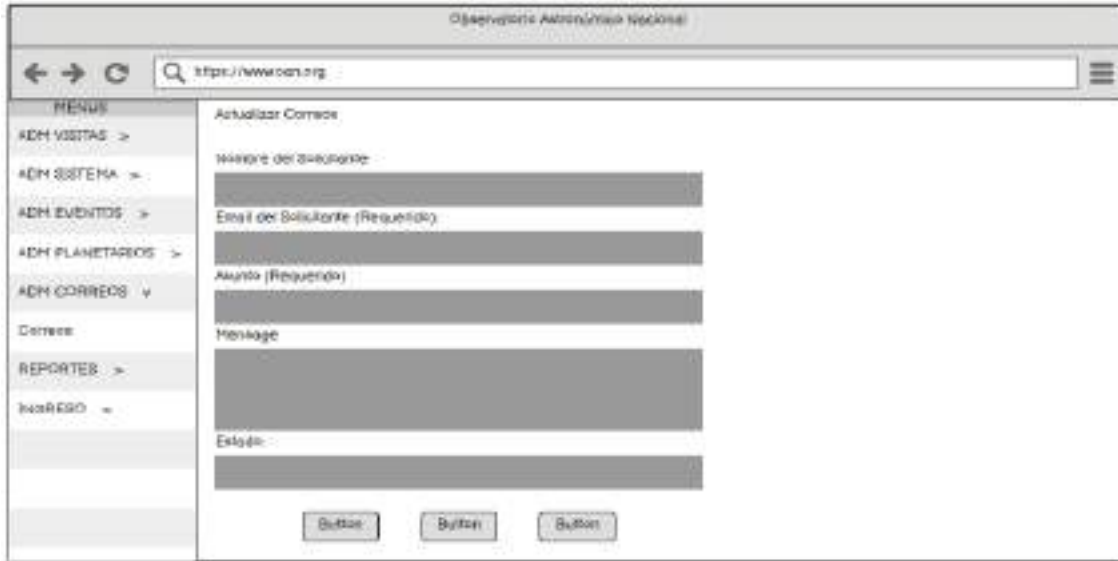 Observatorio Astronómico Nacional
https://www.oan.org
MENUS
ADM VISITAS >
ADM SISTEMA >
ADM EVENTOS >
ADM PLANETARIOS >
ADM CORREOS v
Correos
REPORTES >
Actualizar Correos
Nombre del Solicitante
Email del Solicitante (Requerido)
Asunto (Requerido)
Mensage
Estado
Button
Button
Button